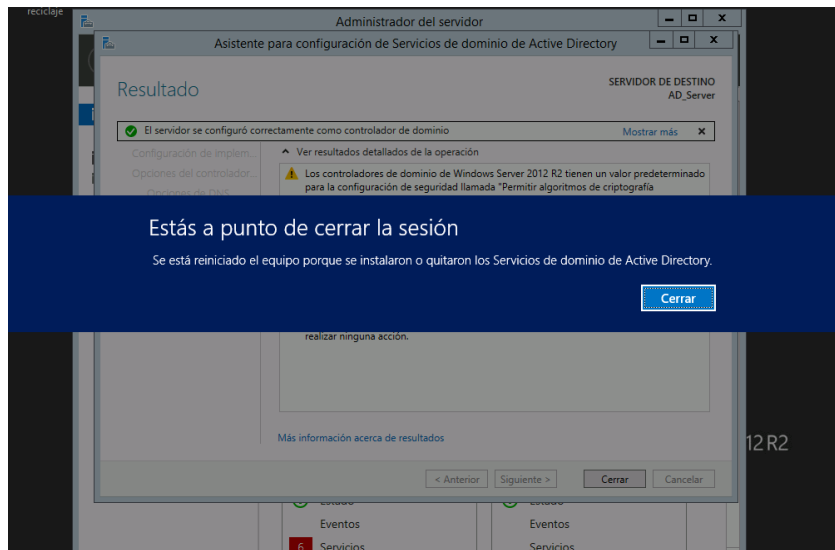 reciclaje
Administrador del servidor
Asistente para configuración de Servicios de dominio de Active Directory
Resultado
SERVIDOR DE DESTINO
AD_Server
El servidor se configuró correctamente como controlador de dominio
Mostrar más
Configuración de implem...
Ver resultados detallados de la operación
Opciones del controlador...
Los controladores de dominio de Windows Server 2012 R2 tienen un valor predeterminado
para la configuración de seguridad llamada "Permitir algoritmos de criptografía
Opciones de DNS
Estás a punto de cerrar la sesión
Se está reiniciado el equipo porque se instalaron o quitaron los Servicios de dominio de Active Directory.
Cerrar
realizar ninguna acción.
Más información acerca de resultados
12 R2
< Anterior
Siguiente >
Cerrar
Cancelar
Estado
Estado
Eventos
Eventos
6
Servicios
Servicios